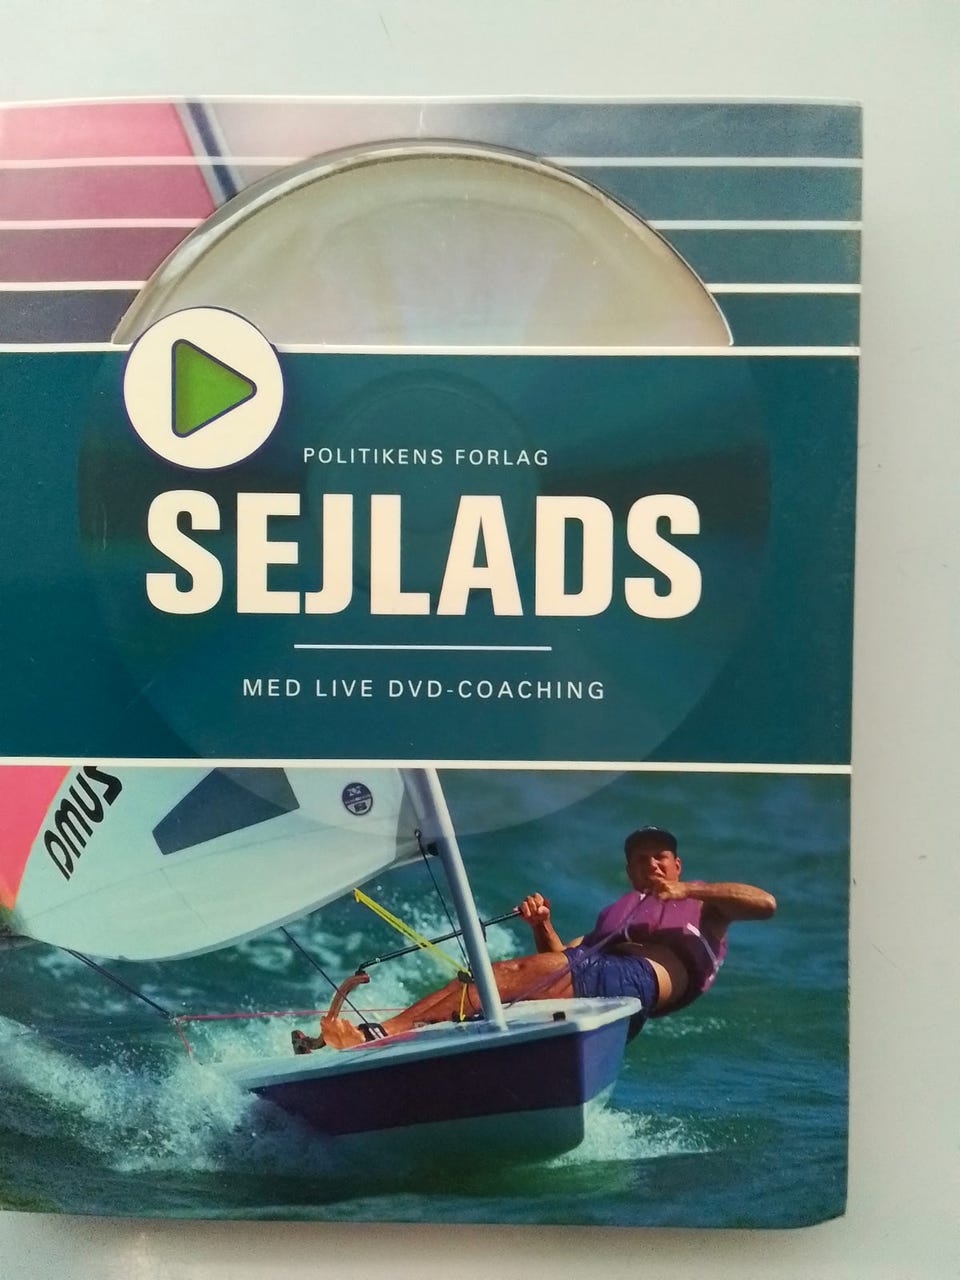 POLITIKENS FORLAG
SEJLADS
MED LIVE DVD-COACHING